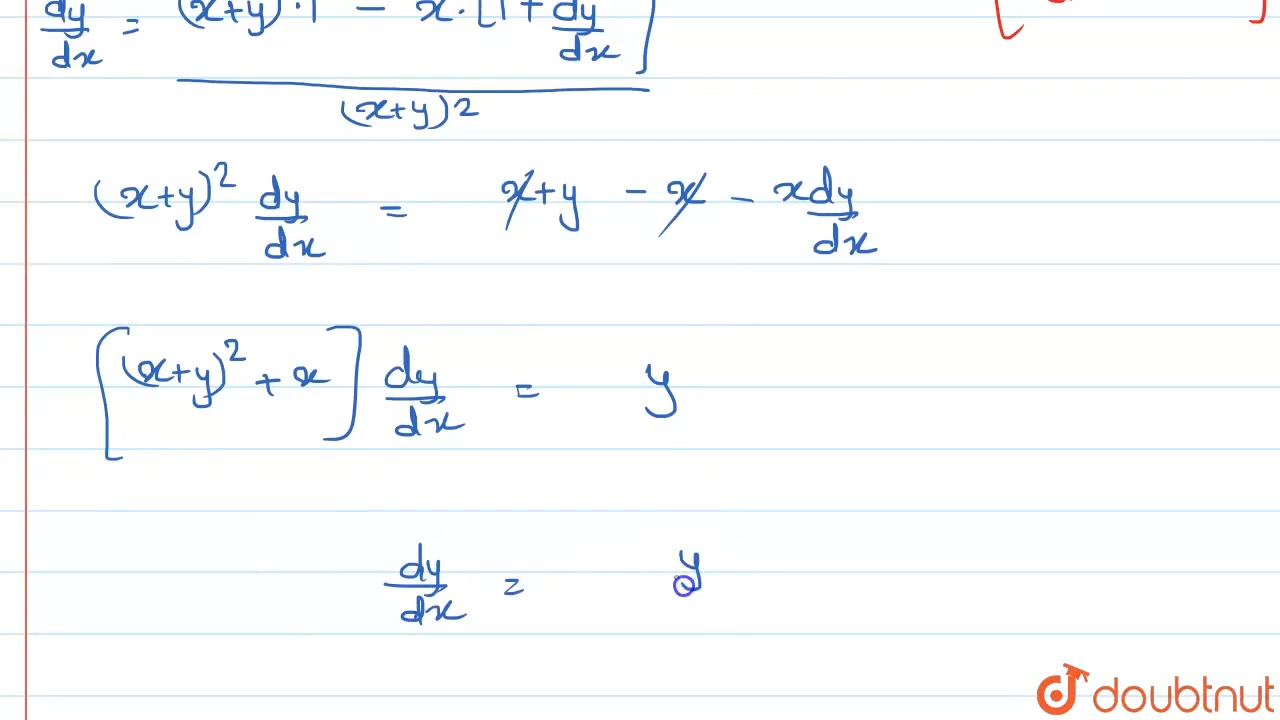 dy/dx = (x+y)·1 − x·[1+dy/dx]
(x+y)2
(x+y)² dy/dx = x+y − x − x dy/dx
[(x+y)² + x] dy/dx = y
dy/dx = y
doubtnut